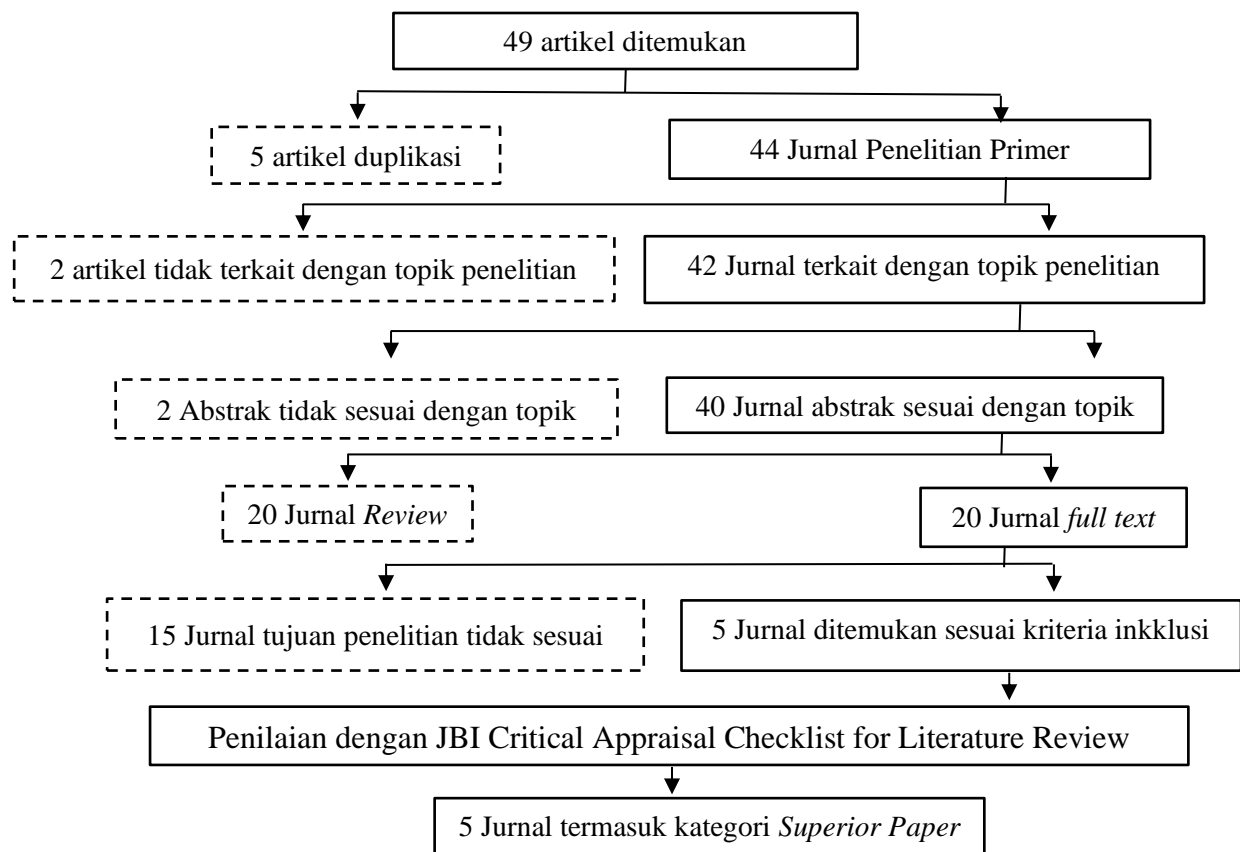 49 artikel ditemukan
5 artikel duplikasi
44 Jurnal Penelitian Primer
2 artikel tidak terkait dengan topik penelitian
42 Jurnal terkait dengan topik penelitian
2 Abstrak tidak sesuai dengan topik
40 Jurnal abstrak sesuai dengan topik
20 Jurnal Review
20 Jurnal full text
15 Jurnal tujuan penelitian tidak sesuai
5 Jurnal ditemukan sesuai kriteria inkklusi
Penilaian dengan JBI Critical Appraisal Checklist for Literature Review
5 Jurnal termasuk kategori Superior Paper